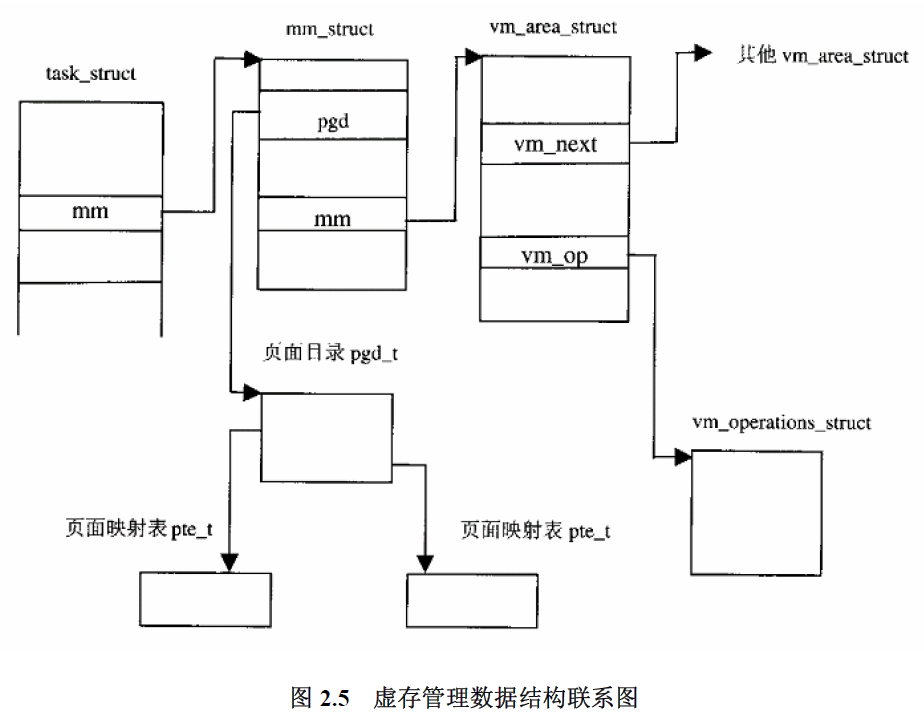 mm_struct
vm_area_struct
其他 vm_area_struct
task_struct
pgd
vm_next
mm
mm
vm_op
页面目录 pgd_t
vm_operations_struct
页面映射表 pte_t
页面映射表 pte_t
图 2.5 虚存管理数据结构联系图